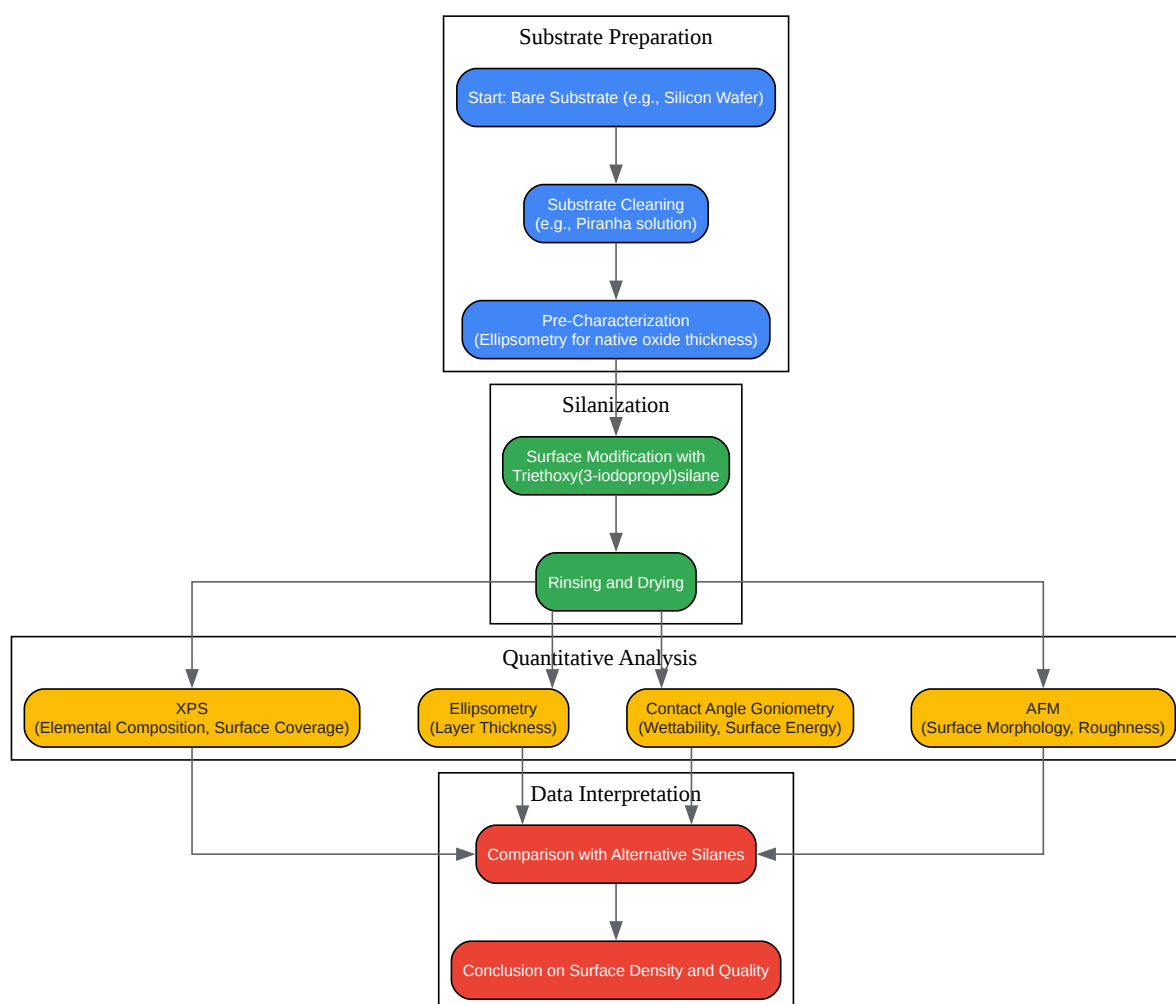 Substrate Preparation
Start: Bare Substrate (e.g., Silicon Wafer)
Substrate Cleaning
(e.g., Piranha solution)
Pre-Characterization
(Ellipsometry for native oxide thickness)
Silanization
Surface Modification with
Triethoxy(3-iodopropyl)silane
Rinsing and Drying
Quantitative Analysis
XPS
(Elemental Composition, Surface Coverage)
Ellipsometry
(Layer Thickness)
Contact Angle Goniometry
(Wettability, Surface Energy)
AFM
(Surface Morphology, Roughness)
Data Interpretation
Comparison with Alternative Silanes
Conclusion on Surface Density and Quality